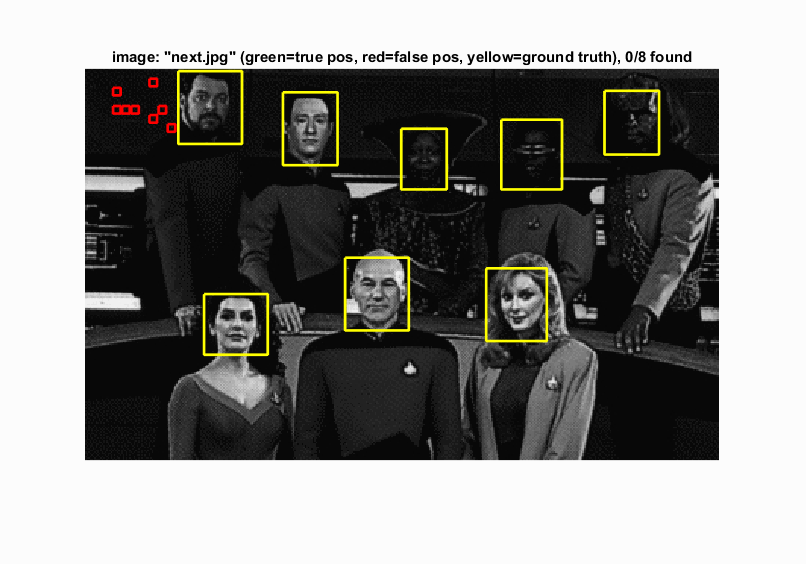 image: "next.jpg" (green=true pos, red=false pos, yellow=ground truth), 0/8 found